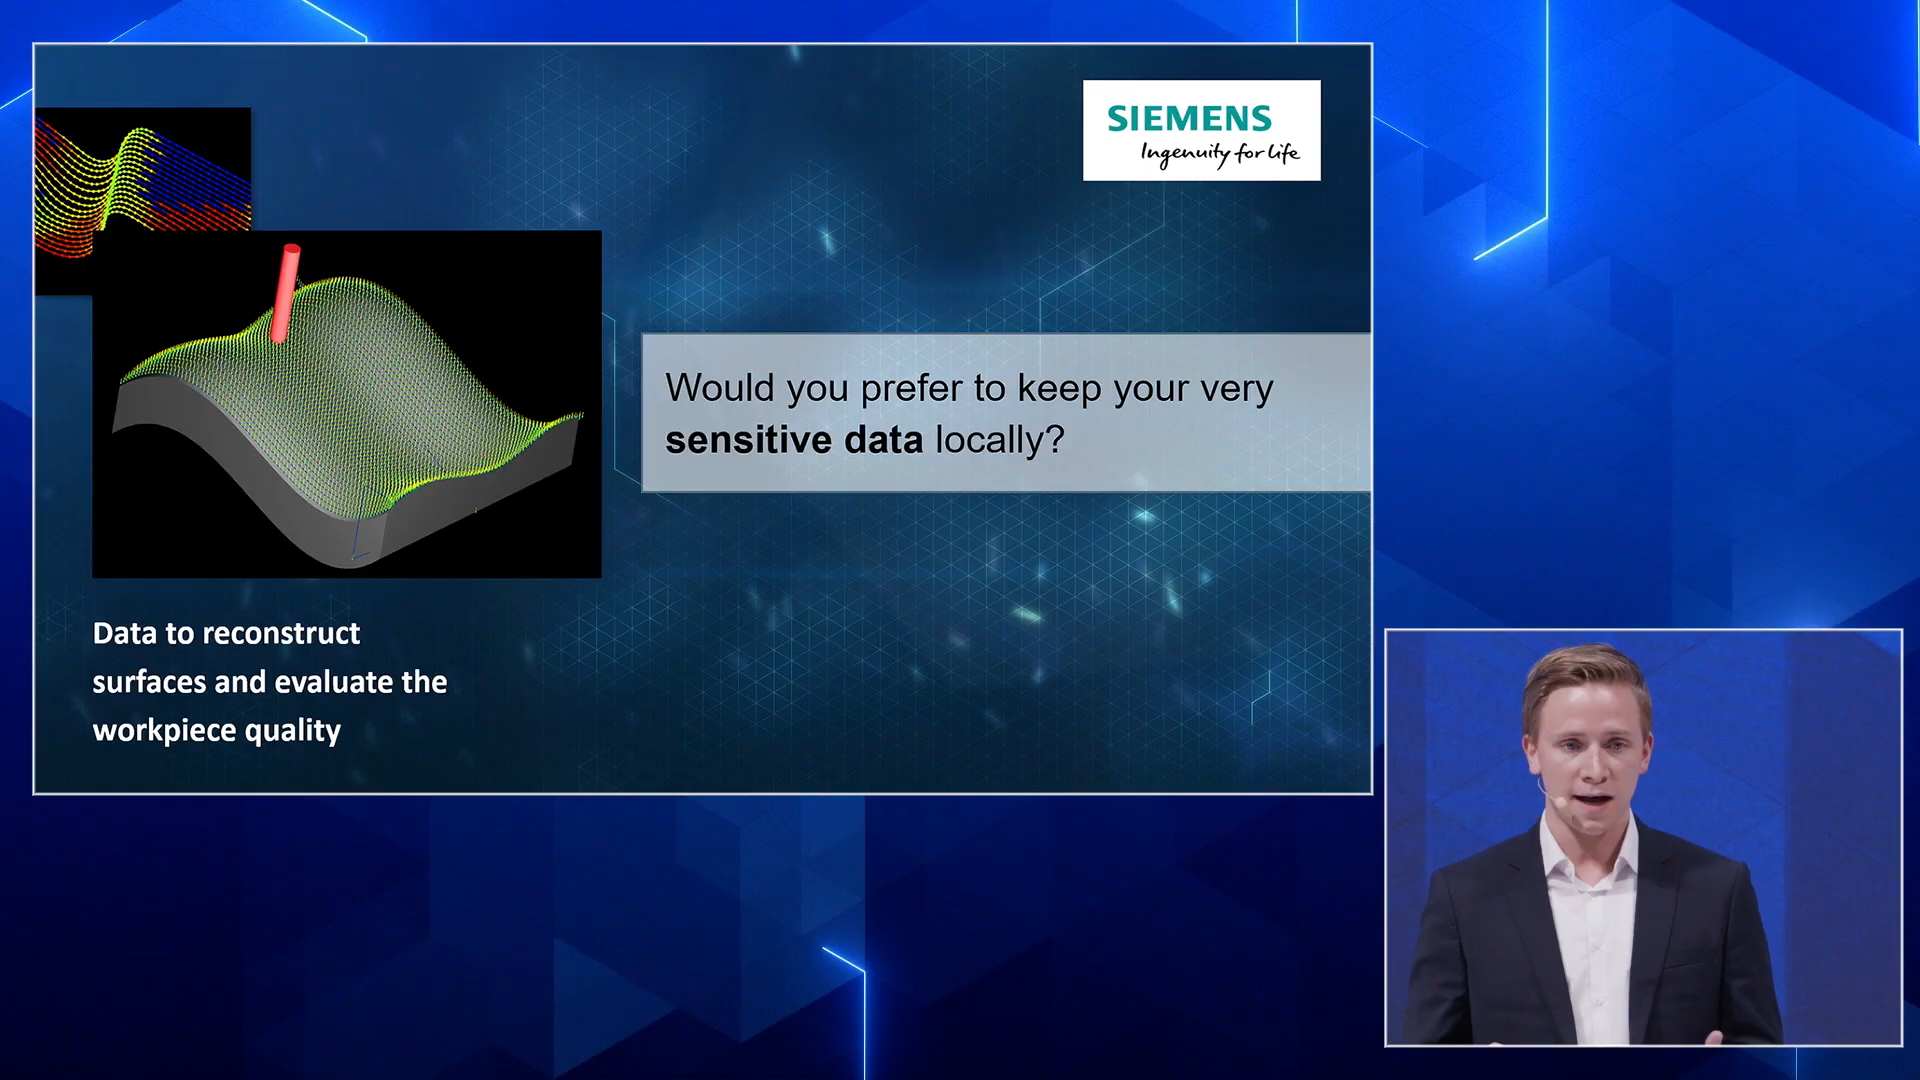 SIEMENS
Ingenuity for life
Would you prefer to keep your very
sensitive data locally?
Data to reconstruct
surfaces and evaluate the
workpiece quality